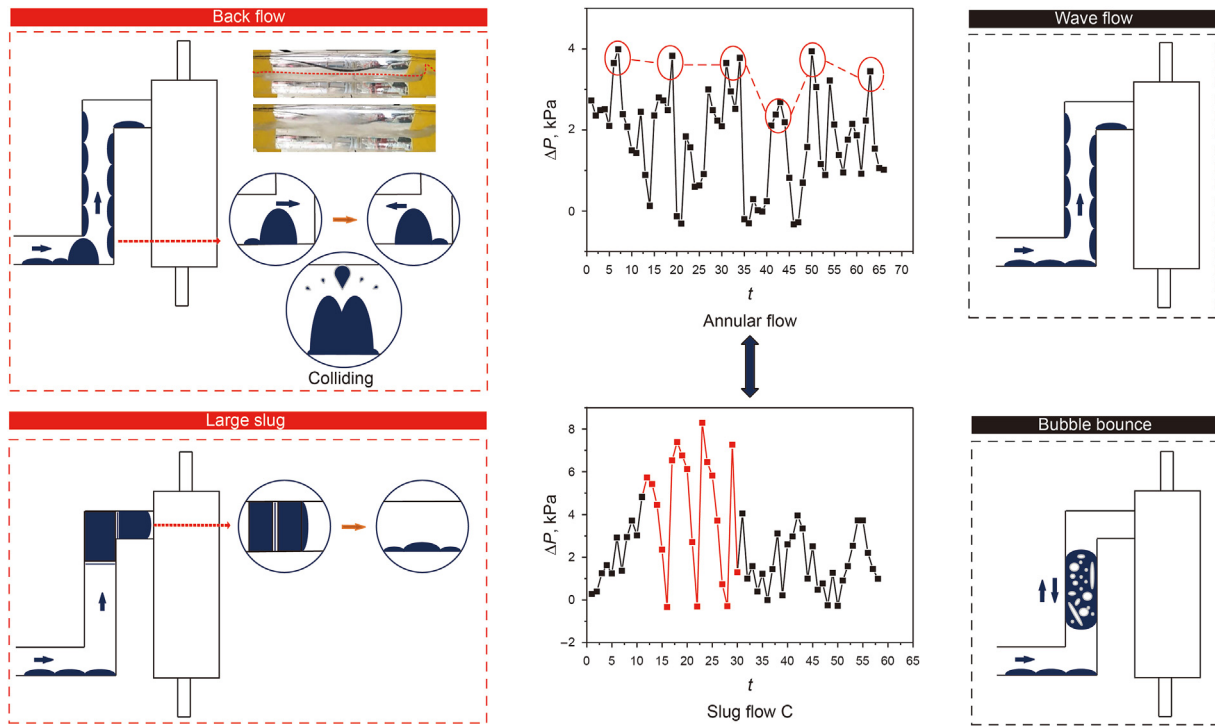 Back flow
Colliding
4
2
0
ΔP, kPa
0 5 10 15 20 25 30 35 40 45 50 55 60 65 70
t
Annular flow
Wave flow
Large slug
8
6
4
2
0
–2
ΔP, kPa
0 5 10 15 20 25 30 35 40 45 50 55 60 65
t
Slug flow C
Bubble bounce